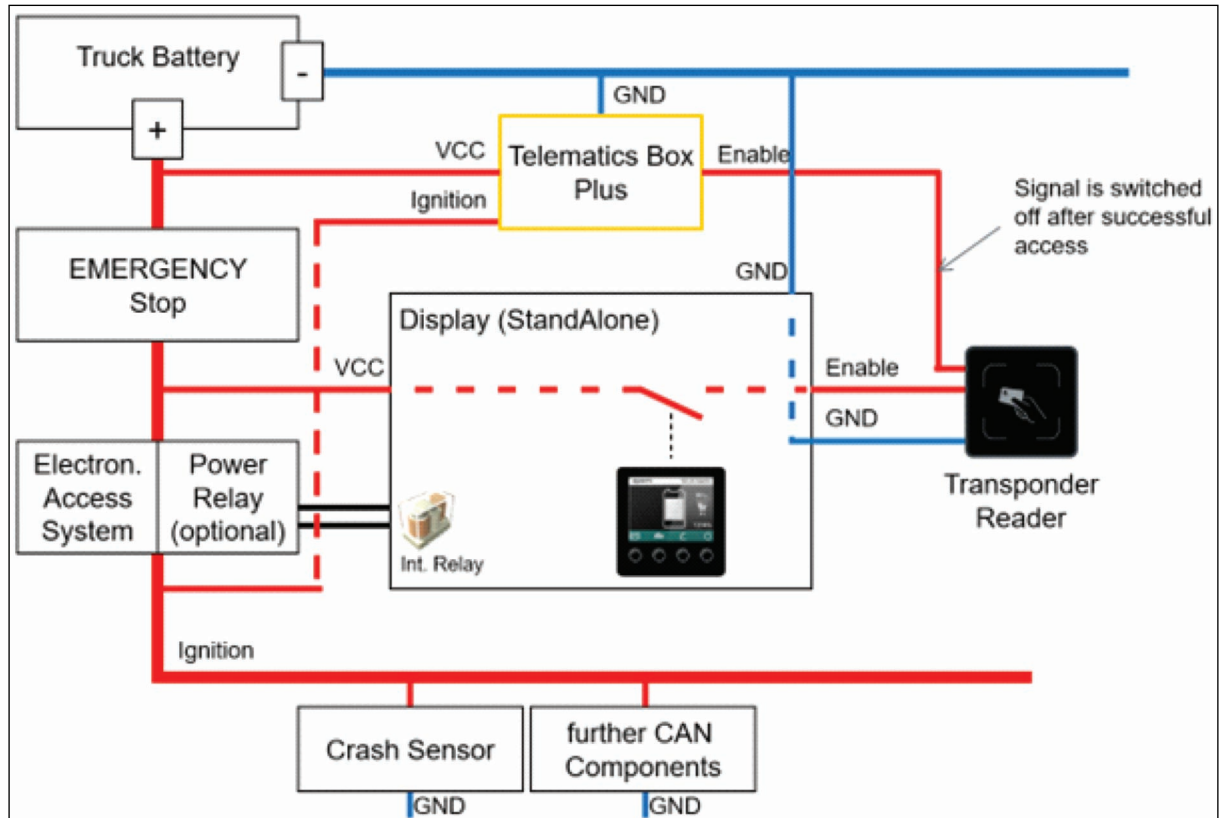 Truck Battery
-
+
GND
VCC
Telematics Box
Plus
Enable
Ignition
Signal is switched
off after successful
access
EMERGENCY
Stop
GND
Display (StandAlone)
VCC
Enable
GND
Electron.
Access
System
Power
Relay
(optional)
Int. Relay
Transponder
Reader
Ignition
Crash Sensor
further CAN
Components
GND
GND